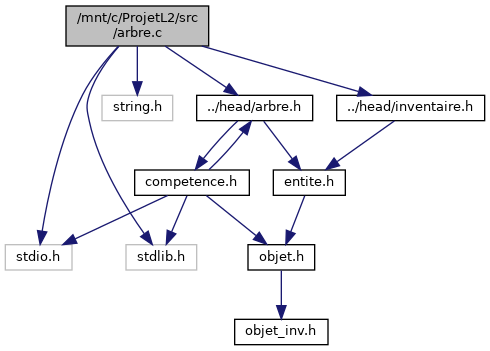 /mnt/c/ProjetL2/src
/arbre.c
string.h
../head/arbre.h
../head/inventaire.h
competence.h
entite.h
stdio.h
stdlib.h
objet.h
objet_inv.h